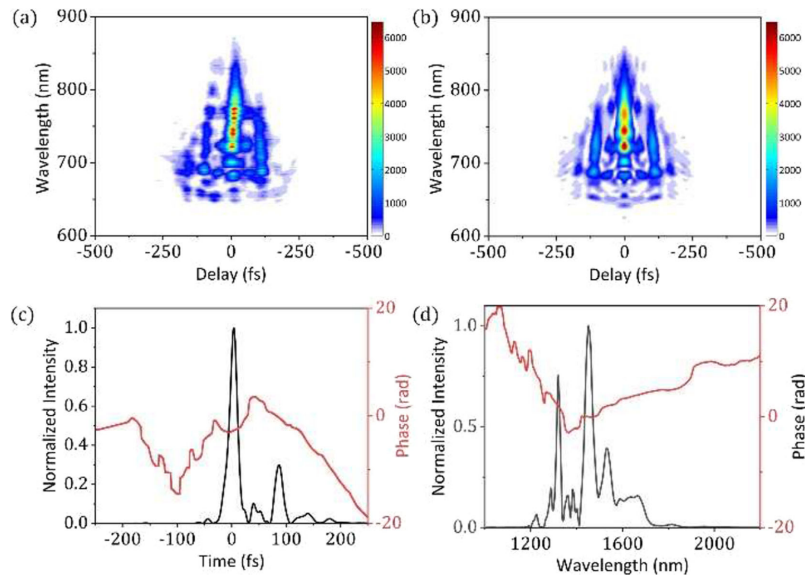 (a)
900
800
700
600
Wavelength (nm)
-500 -250 0 -250 -500
Delay (fs)
6000
5000
4000
3000
2000
1000
0
(b)
900
800
700
600
Wavelength (nm)
-500 -250 0 -250 -500
Delay (fs)
6000
5000
4000
3000
2000
1000
0
(c)
1.0
0.8
0.6
0.4
0.2
0.0
Normalized Intensity
-200 -100 0 100 200
Time (fs)
20
0
-20
Phase (rad)
(d)
1.0
0.5
0.0
Normalized Intensity
1200 1600 2000
Wavelength (nm)
20
10
0
-10
-20
Phase (rad)